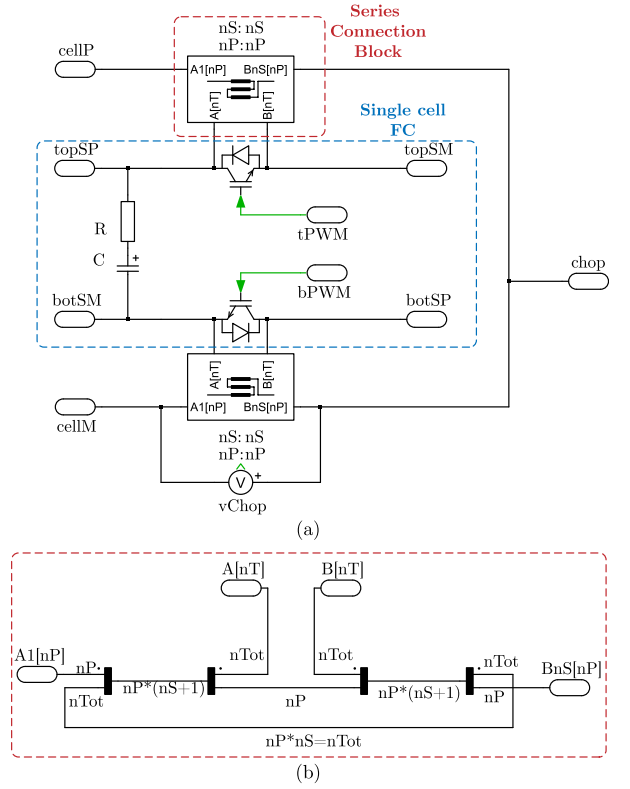 Series
Connection
Block
nS: nS
nP:nP
cellP
A1[nP]
BnS[nP]
A[nT]
B[nT]
Single cell
FC
topSP
topSM
R
C
+
tPWM
bPWM
chop
botSM
botSP
A[nT]
B[nT]
A1[nP]
BnS[nP]
cellM
nS: nS
nP:nP
V
+
vChop
(a)
A[nT]
B[nT]
A1[nP]
nP
nTot
nP*(nS+1)
nTot
nP
nTot
nP*(nS+1)
nTot
nP
BnS[nP]
nP*nS=nTot
(b)